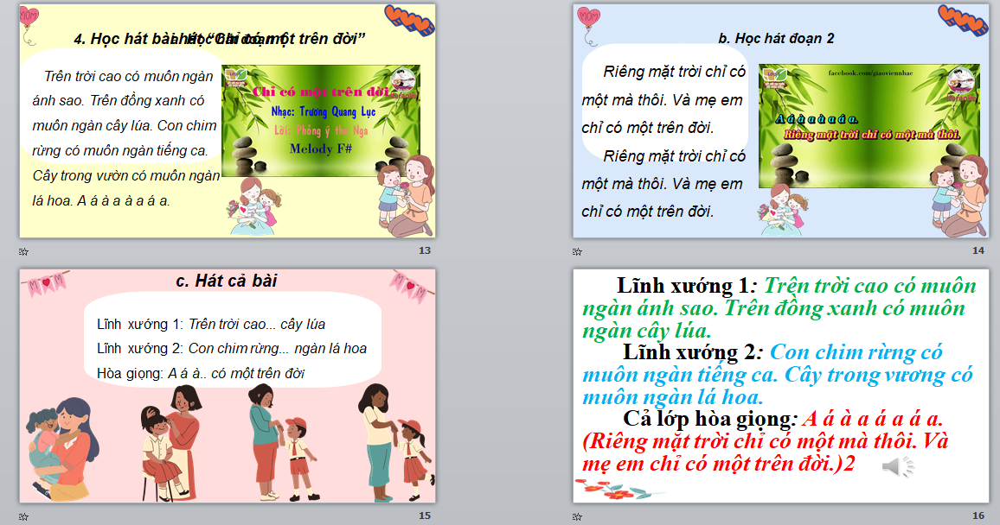 MOM
4. Học hát bài hát “Chỉ có một trên đời”
a. Học hát đoạn 1
Trên trời cao có muôn ngàn
ánh sao. Trên đồng xanh có
muôn ngàn cây lúa. Con chim
rừng có muôn ngàn tiếng ca.
Cây trong vườn có muôn ngàn
lá hoa. A á à a à a á a.
Chỉ có một trên đời
Nhạc: Trương Quang Lục
Lời: Phỏng ý thơ Nga
Melody F#
13
MOM
b. Học hát đoạn 2
Riêng mặt trời chỉ có
một mà thôi. Và mẹ em
chỉ có một trên đời.
Riêng mặt trời chỉ có
một mà thôi. Và mẹ em
chỉ có một trên đời.
facebook.com/giaoviennhac
A á à a à a á a.
Riêng mặt trời chỉ có một mà thôi.
14
M M
c. Hát cả bài
M M
Lĩnh xướng 1: Trên trời cao... cây lúa
Lĩnh xướng 2: Con chim rừng... ngàn lá hoa
Hòa giọng: A á à.. có một trên đời
15
Lĩnh xướng 1: Trên trời cao có muôn
ngàn ánh sao. Trên đồng xanh có muôn
ngàn cây lúa.
Lĩnh xướng 2: Con chim rừng có
muôn ngàn tiếng ca. Cây trong vương có
muôn ngàn lá hoa.
Cả lớp hòa giọng: A á à a á a á a.
(Riêng mặt trời chỉ có một mà thôi. Và
mẹ em chỉ có một trên đời.)2
16